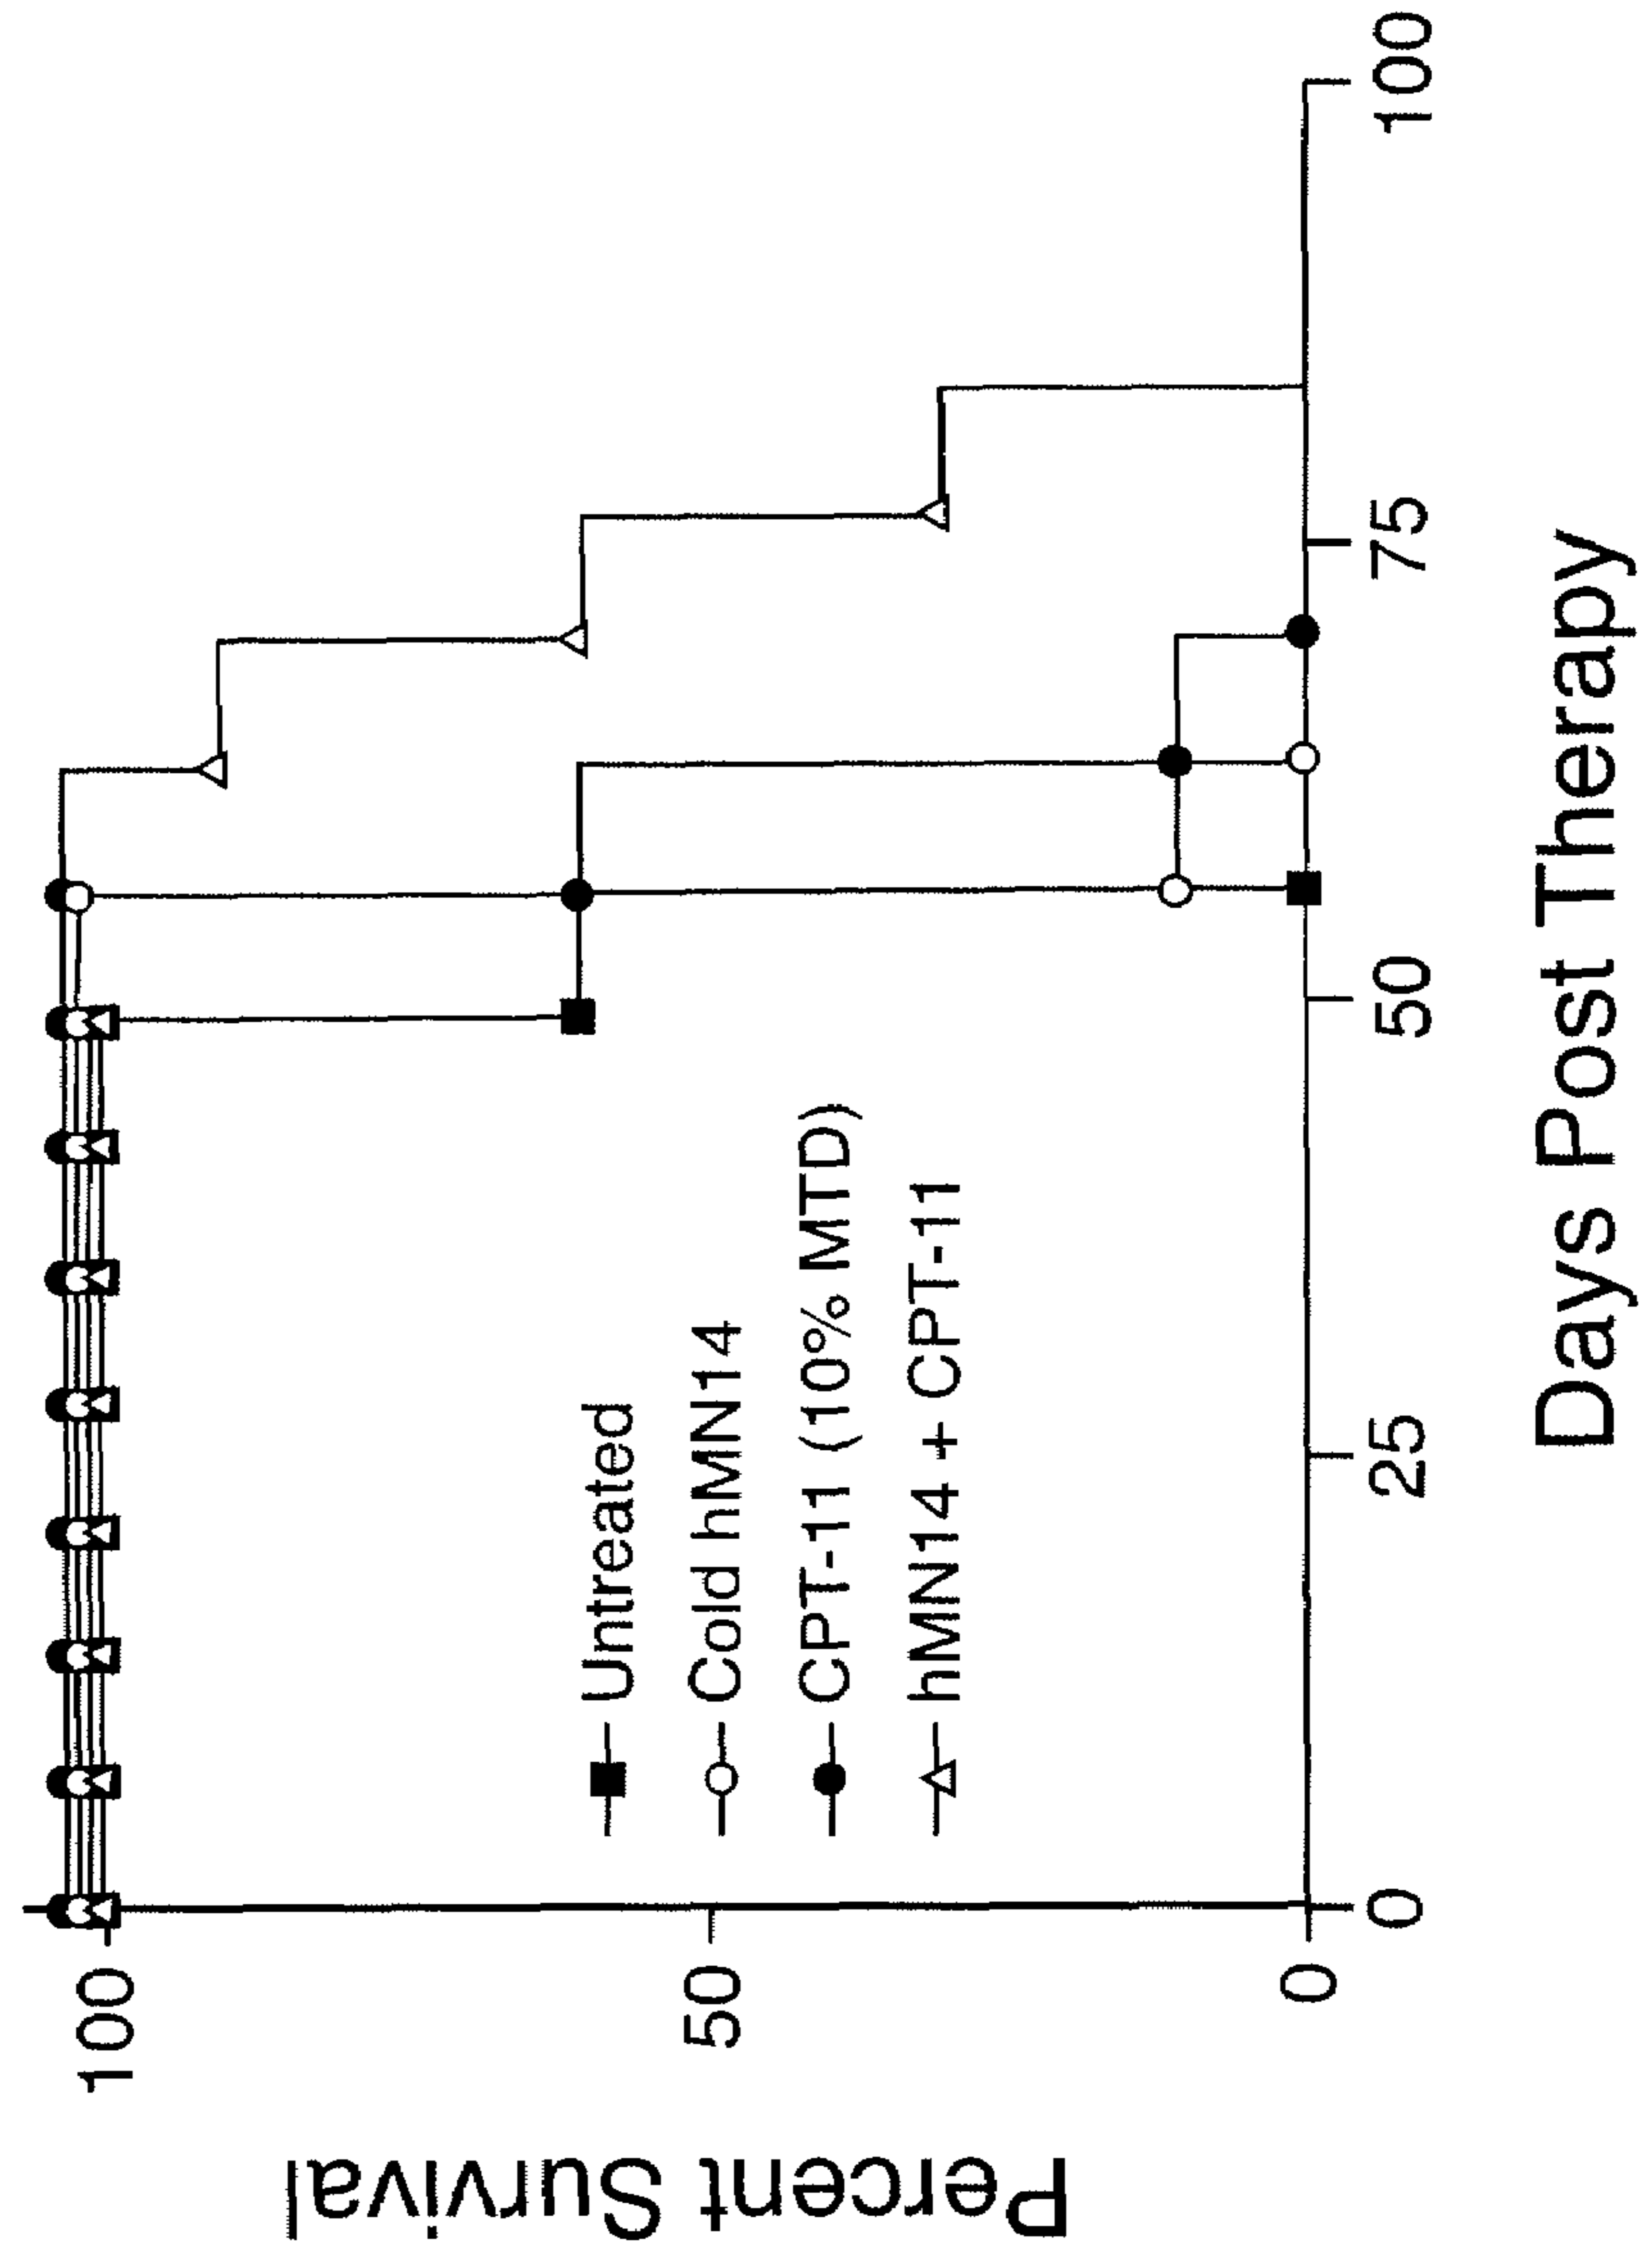 Percent Survival
100
50
0
Untreated
Cold hMN14
CPT-11 (10% MTD)
hMN14 + CPT-11
0
25
50
75
100
Days Post Therapy